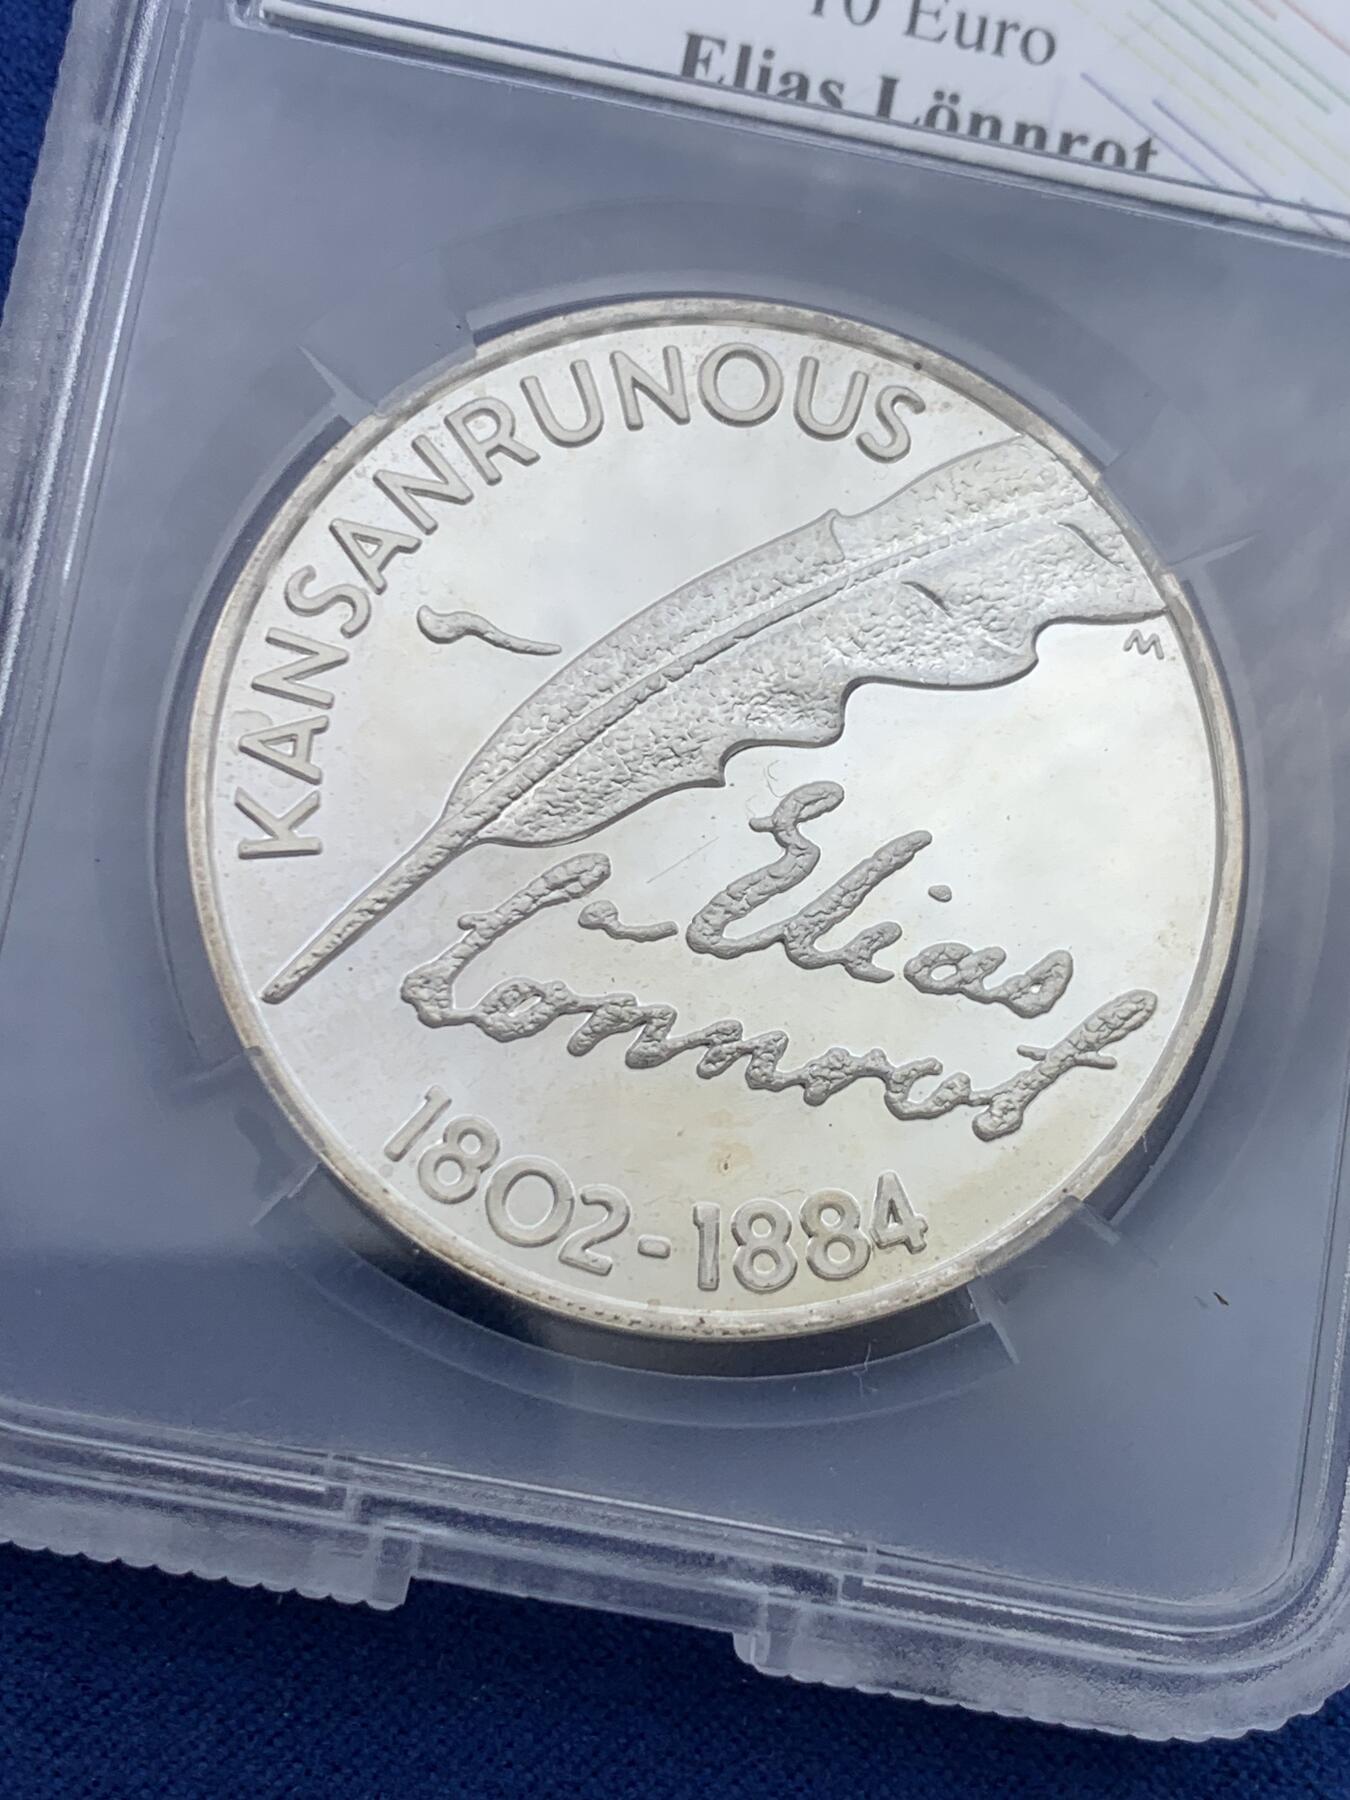 10 Euro
Elias Lönnrot
KANSANRUNOUS
M
Elias
Lönnrot
1802-1884